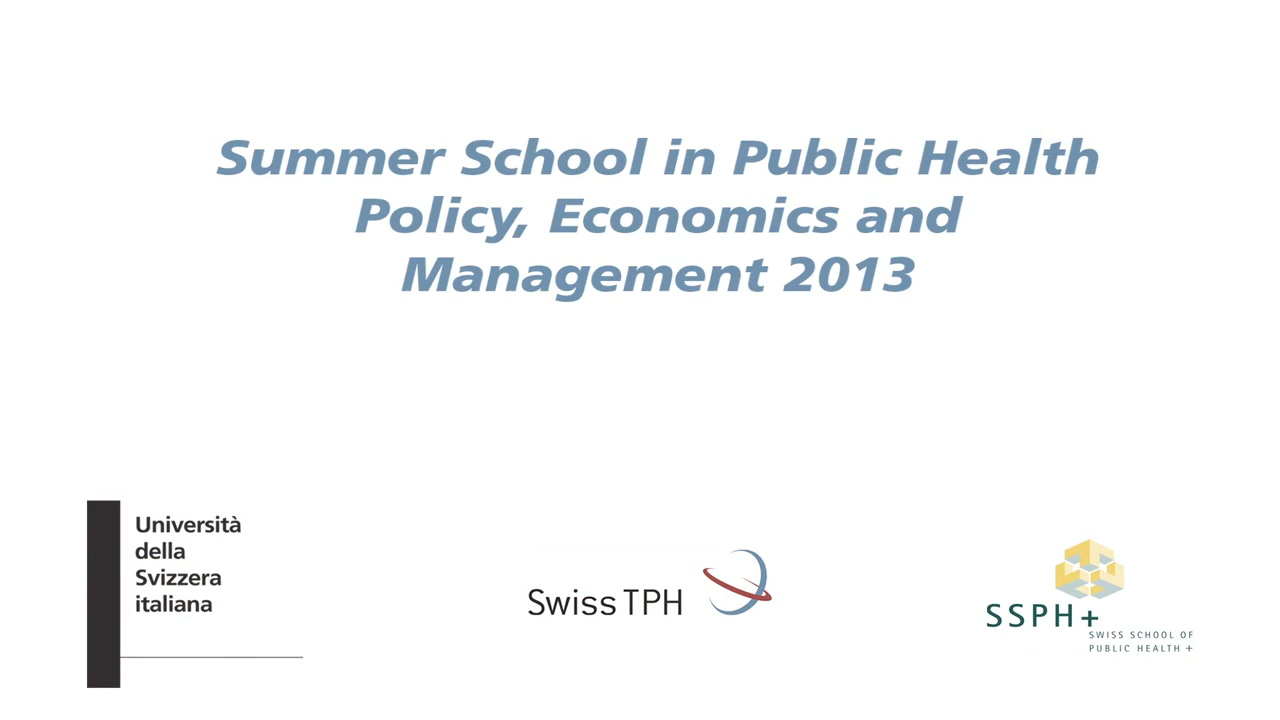 Summer School in Public Health
Policy, Economics and
Management 2013
Università
della
Svizzera
italiana
Swiss TPH
SSPH+
SWISS SCHOOL OF
PUBLIC HEALTH +